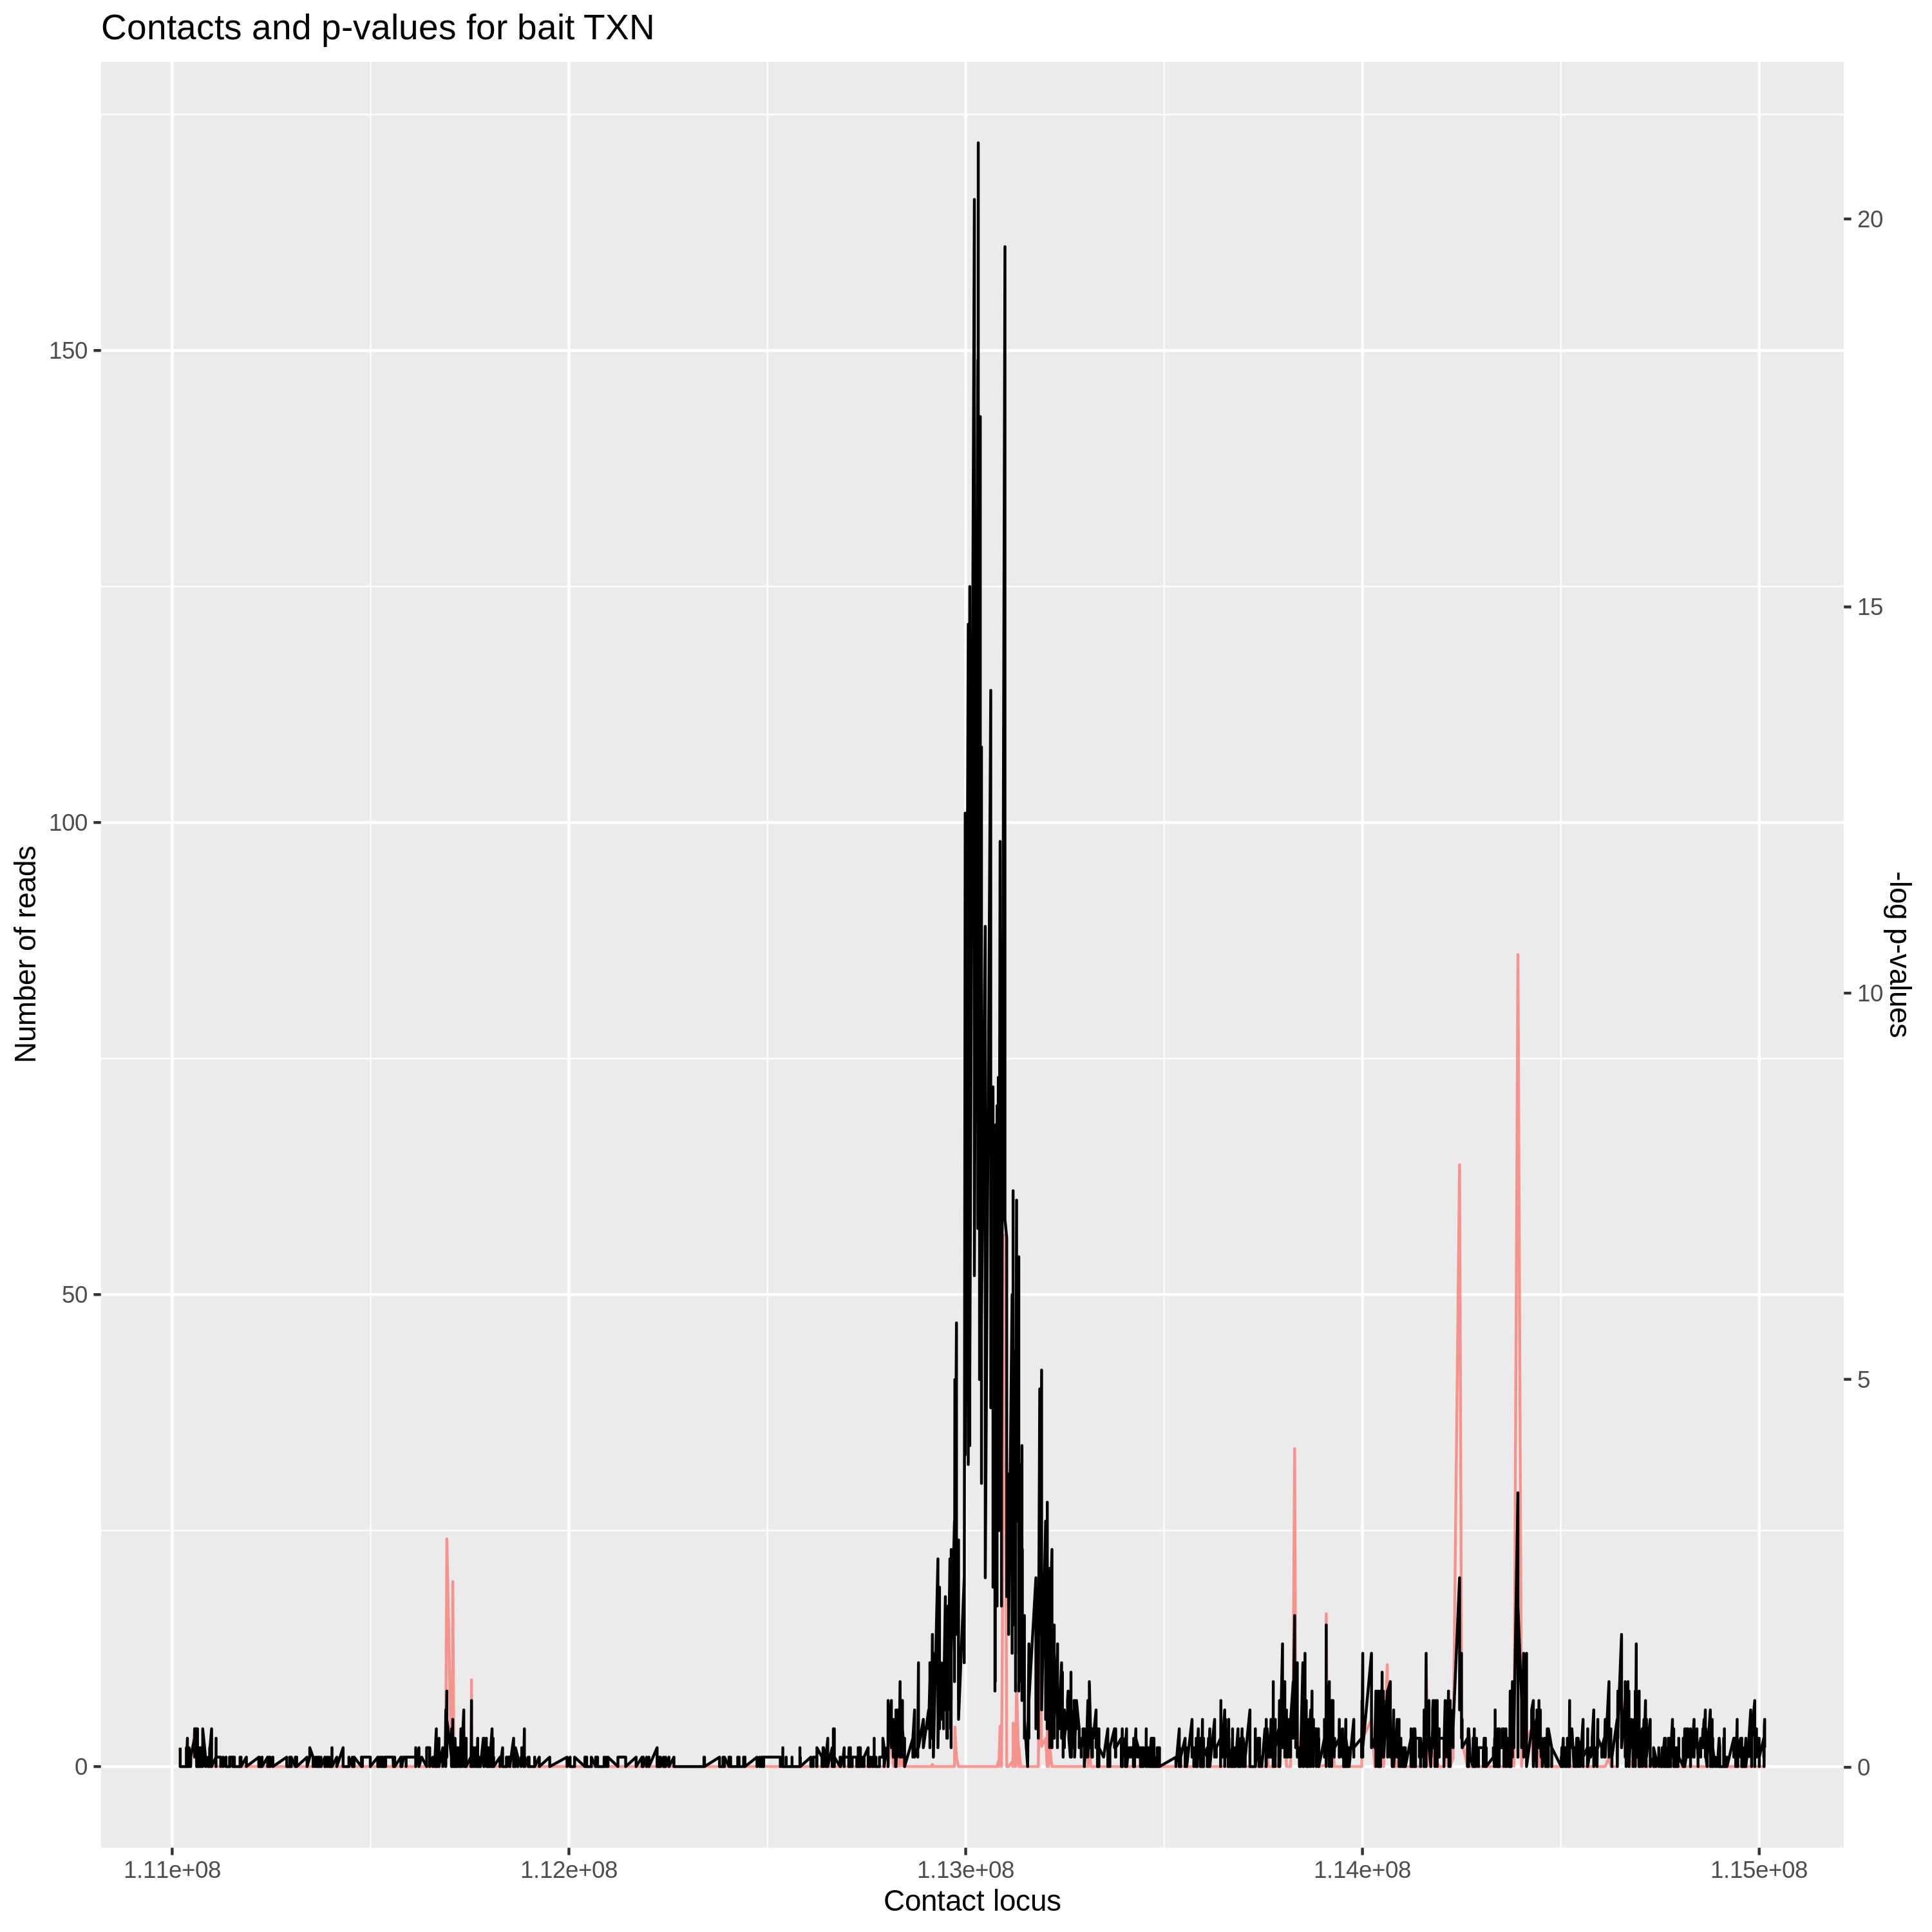 Contacts and p-values for bait TXN
Number of reads
150
100
50
0
20
15
10
5
0
-log p-values
1.11e+08
1.12e+08
1.13e+08
1.14e+08
1.15e+08
Contact locus